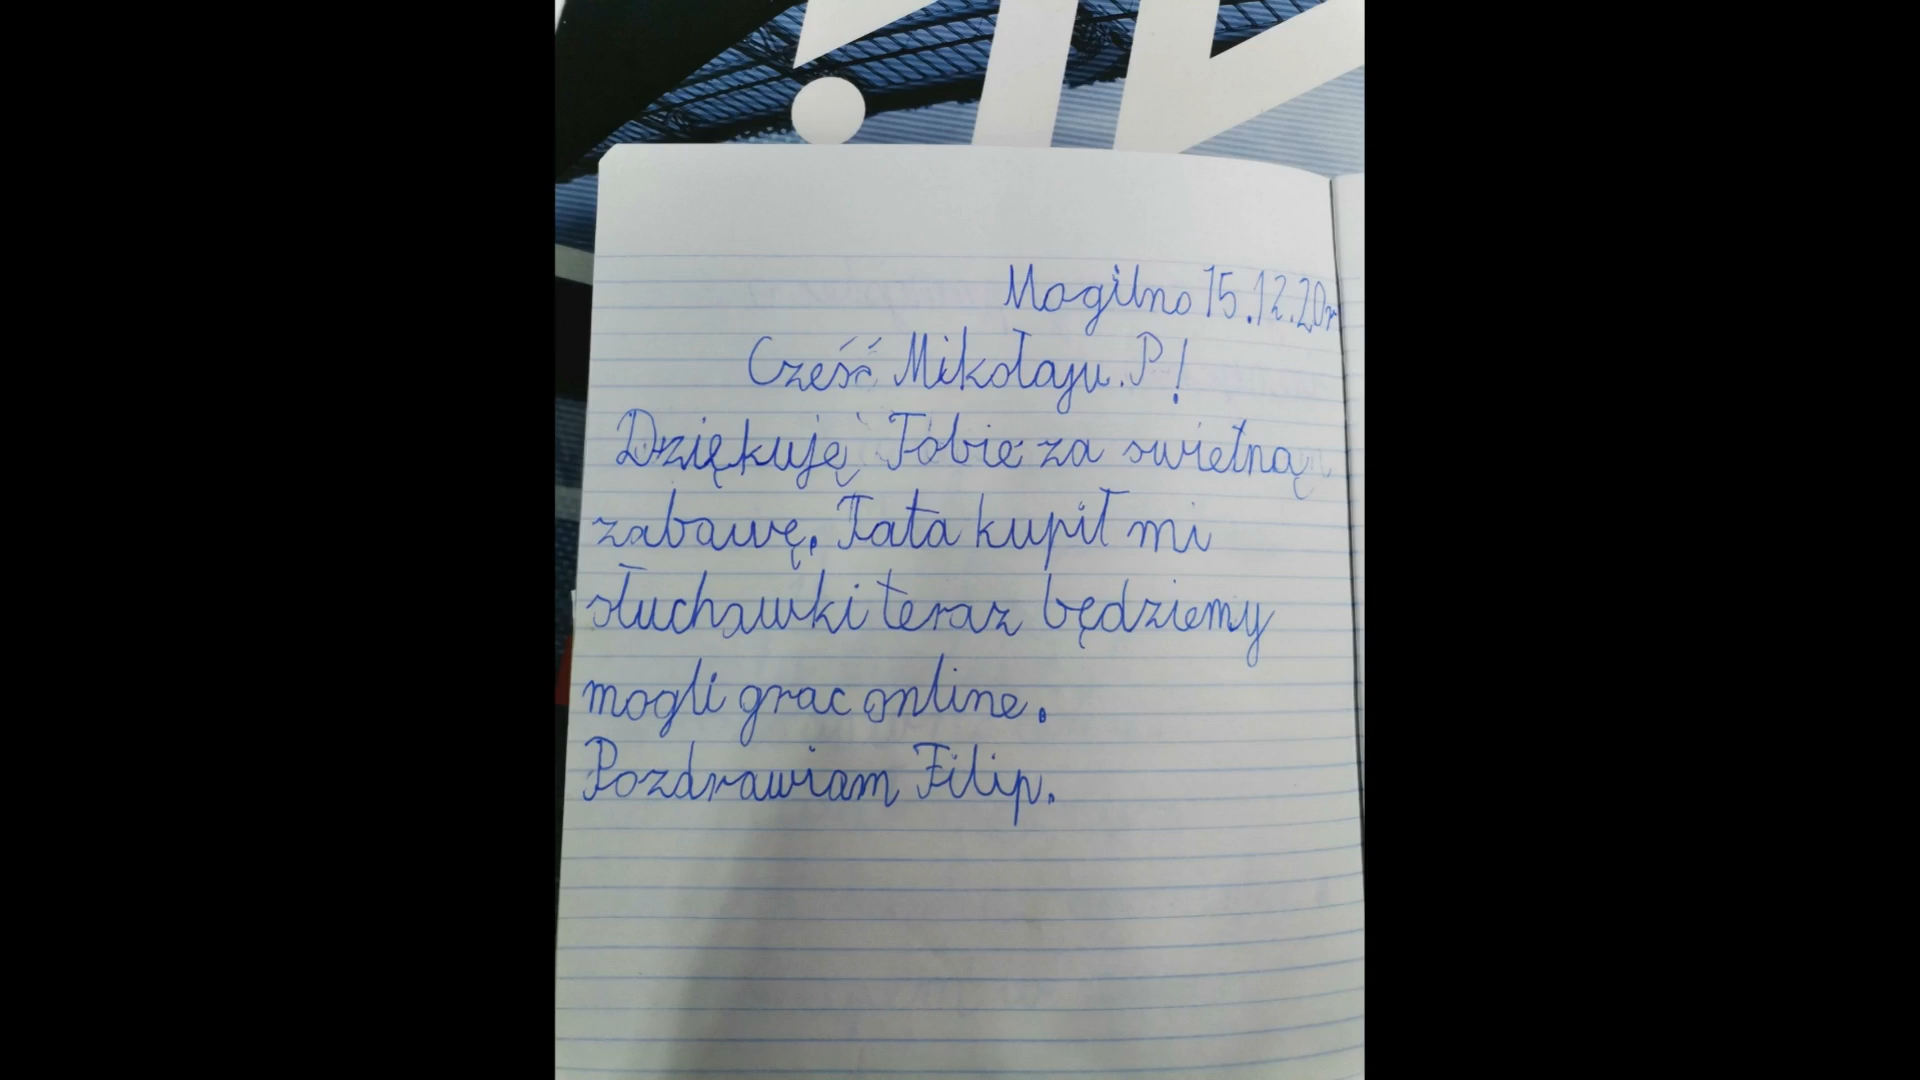 Mogilno 15.12.20r
Cześć Mikołaju.P!
Dziękuję Tobie za swietną
zabawę. Tata kupił mi
słuchawki teraz będziemy
mogli grac online.
Pozdrawiam Filip.